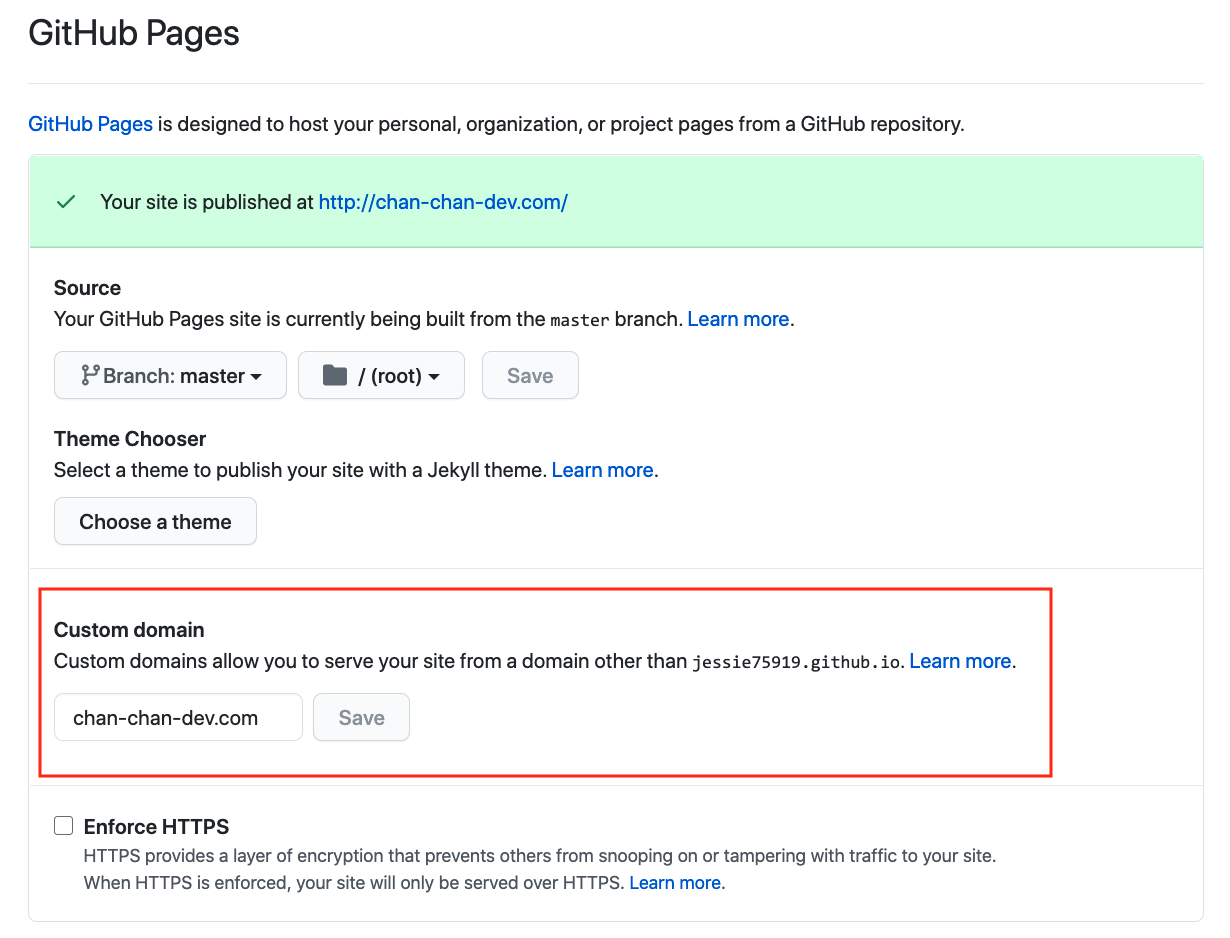 GitHub Pages
GitHub Pages is designed to host your personal, organization, or project pages from a GitHub repository.
Your site is published at http://chan-chan-dev.com/
Source
Your GitHub Pages site is currently being built from the master branch. Learn more.
Branch: master / (root) Save
Theme Chooser
Select a theme to publish your site with a Jekyll theme. Learn more.
Choose a theme
Custom domain
Custom domains allow you to serve your site from a domain other than jessie75919.github.io. Learn more.
chan-chan-dev.com Save
Enforce HTTPS
HTTPS provides a layer of encryption that prevents others from snooping on or tampering with traffic to your site.
When HTTPS is enforced, your site will only be served over HTTPS. Learn more.